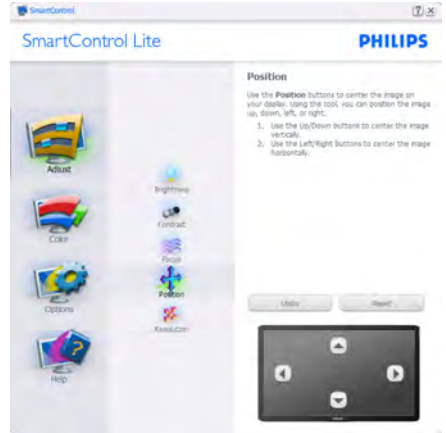 SmartControl
SmartControl Lite
PHILIPS
Position
Use the Position buttons to center the image on
your display. Using the tool, you can position the image
up, down, left, or right.
1. Use the Up/Down buttons to center the image
vertically.
2. Use the Left/Right buttons to center the image
horizontally.
Adjust
Color
Options
Help
Brightness
Contrast
Focus
Position
Resolution
Undo
Reset